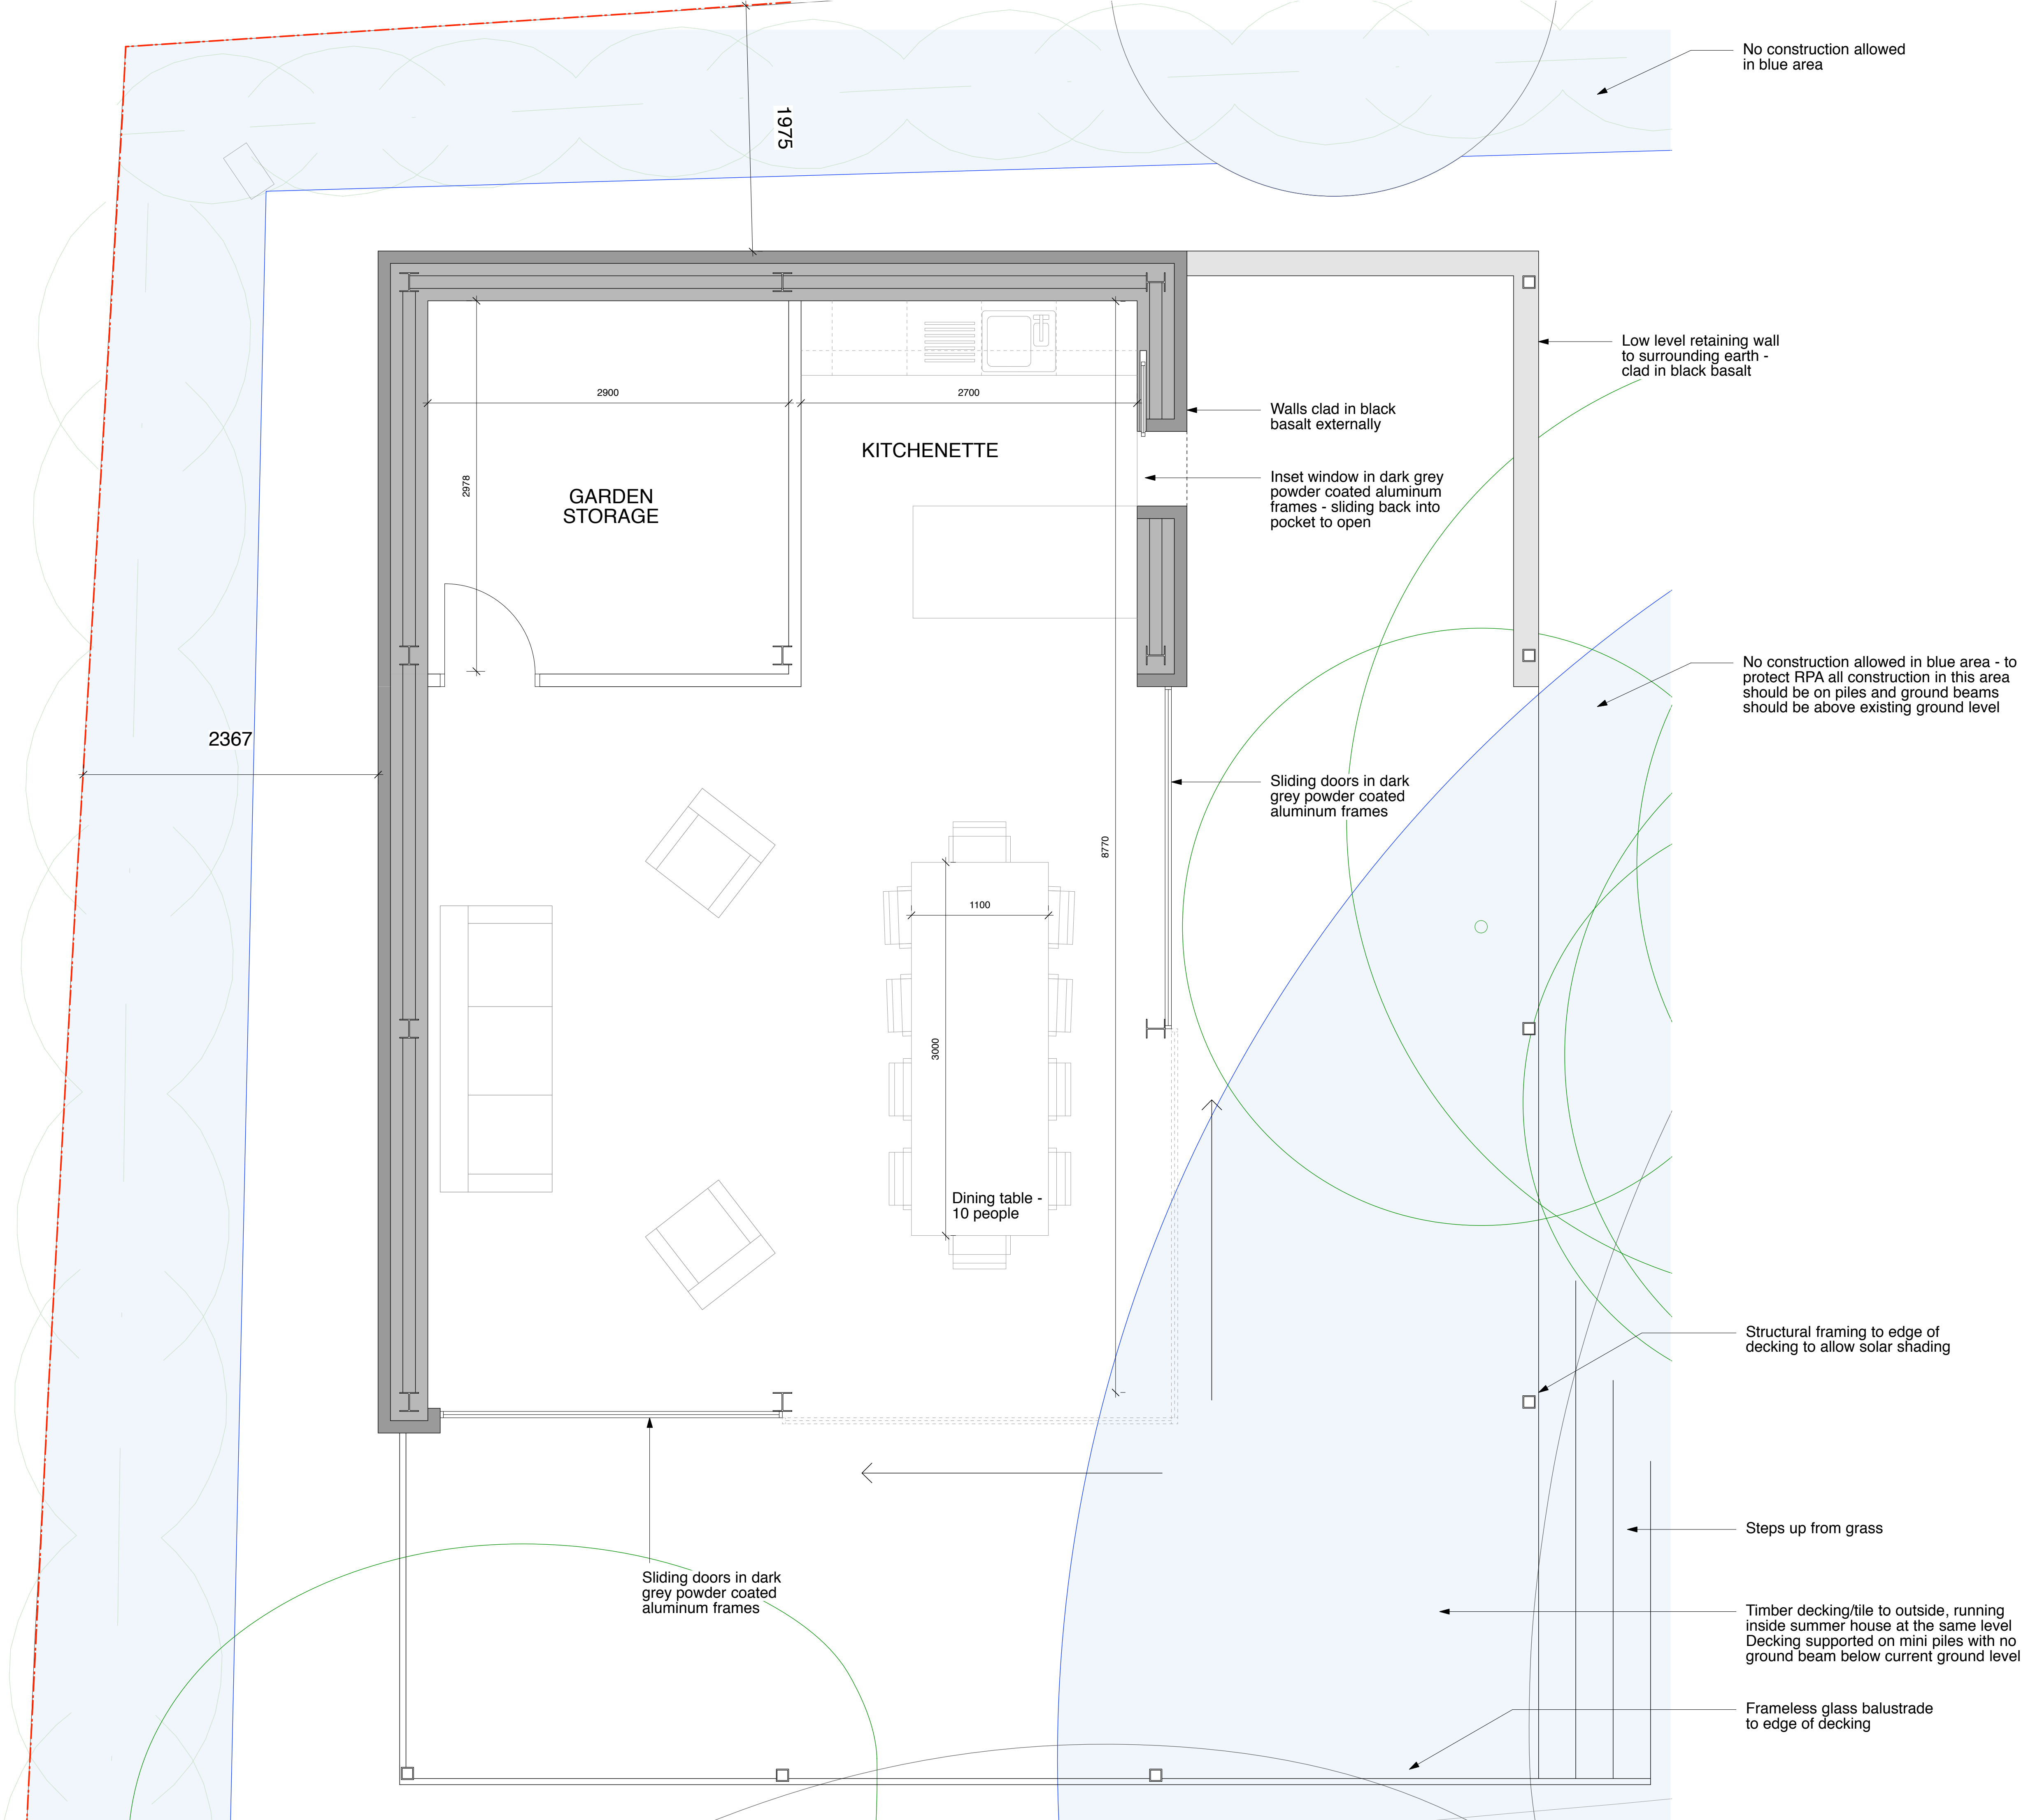 No construction allowed
in blue area
1975
Low level retaining wall
to surrounding earth -
clad in black basalt
2900
2700
Walls clad in black
basalt externally
KITCHENETTE
2978
GARDEN
STORAGE
Inset window in dark grey
powder coated aluminum
frames - sliding back into
pocket to open
No construction allowed in blue area - to
protect RPA all construction in this area
should be on piles and ground beams
should be above existing ground level
2367
Sliding doors in dark
grey powder coated
aluminum frames
8770
1100
3000
Dining table -
10 people
Structural framing to edge of
decking to allow solar shading
Steps up from grass
Sliding doors in dark
grey powder coated
aluminum frames
Timber decking/tile to outside, running
inside summer house at the same level
Decking supported on mini piles with no
ground beam below current ground level
Frameless glass balustrade
to edge of decking